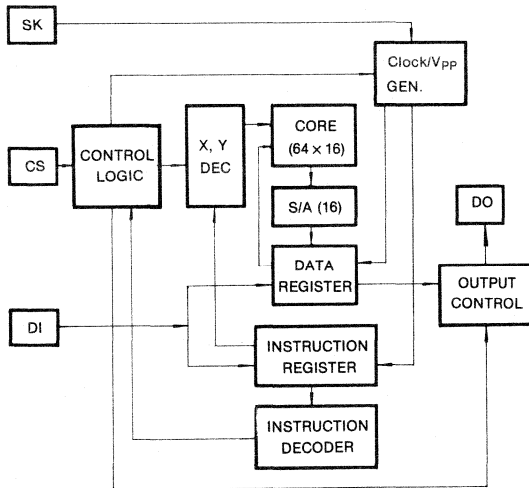 SK
Clock/VPP
GEN.
CORE
(64 × 16)
X, Y
DEC
CS
CONTROL
LOGIC
S/A (16)
DO
DATA
REGISTER
OUTPUT
CONTROL
DI
INSTRUCTION
REGISTER
INSTRUCTION
DECODER